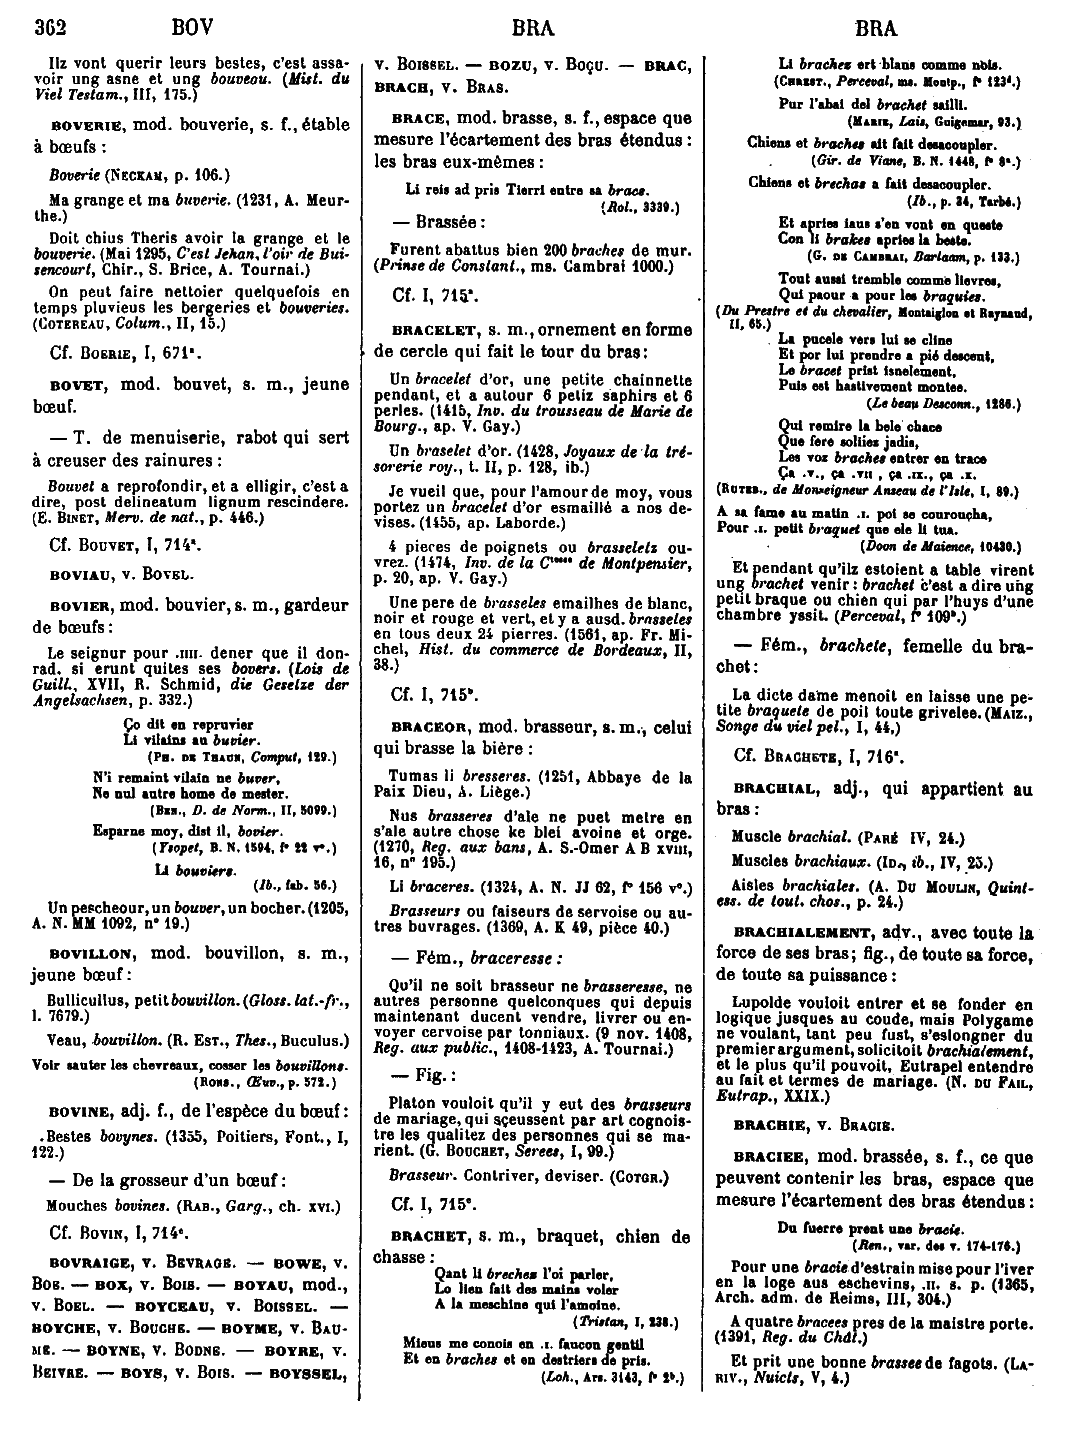 362 BOV BRA BRA
Ilz vont querir leurs bestes, c'est assa-
voir ung asne et ung bouveau. (Mist. du
Viel Testam., III, 175.)
BOVERIE, mod. bouverie, s. f., étable
à bœufs :
Boverie (NECKAM, p. 106.)
Ma grange et ma buverie. (1231, A. Meur-
the.)
Doit chius Theris avoir la grange et le
bouverie. (Mai 1295, C'est Jehan, l'oir de Bui-
sencourt, Chir., S. Brice, A. Tournai.)
On peut faire nettoier quelquefois en
temps pluvieus les bergeries et bouveries.
(COTEREAU, Colum., II, 15.)
Cf. BOERIE, I, 671ᵃ.
BOVET, mod. bouvet, s. m., jeune
bœuf.
— T. de menuiserie, rabot qui sert
à creuser des rainures :
Bouvet a reprofondir, et a elligir, c'est a
dire, post delineatum lignum rescindere.
(E. BINET, Merv. de nat., p. 446.)
Cf. BOUVET, I, 714ᵃ.
BOVIAU, v. BOVEL.
BOVIER, mod. bouvier, s. m., gardeur
de bœufs :
Le seignur pour .IIII. dener que il don-
rad, si erunt quites ses bovers. (Lois de
Guill., XVII, R. Schmid, die Gesetze der
Angelsachsen, p. 332.)
Ço dit en repruvier
Li vilains au buvier.
(PH. DE THAUN, Comput, 129.)
N'i remaint vilain ne buver,
Ne nul autre home de mester.
(BEN., D. de Norm., II, 5099.)
Esparne moy, dist il, bovier.
(Ysopet, B. N. 1594, fº 22 vº.)
Li bouviers.
(Ib., fab. 56.)
Un pescheour, un bouver, un bocher. (1205,
A. N. MM 1092, nº 19.)
BOVILLON, mod. bouvillon, s. m.,
jeune bœuf :
Bullicullus, petit bouvillon. (Gloss. lat.-fr.,
l. 7679.)
Veau, bouvillon. (R. EST., Thes., Buculus.)
Voir sauter les chevreaux, cosser les bouvillons.
(RONS., Œuv., p. 572.)
BOVINE, adj. f., de l'espèce du bœuf :
Bestes bovynes. (1355, Poitiers, Font., I,
122.)
— De la grosseur d'un bœuf :
Mouches bovines. (RAB., Garg., ch. XVI.)
Cf. BOVIN, I, 714ᶜ.
BOVRAIGE, v. BEVRAGE. — BOWE, v.
BOE. — BOX, v. BOIS. — BOYAU, mod.,
v. BOEL. — BOYCEAU, v. BOISSEL. —
BOYCHE, v. BOUCHE. — BOYME, v. BAU-
ME. — BOYNE, v. BODNE. — BOYRE, v.
BEIVRE. — BOYS, v. BOIS. — BOYSSEL,
v. BOISSEL. — BOZU, v. BOÇU. — BRAC,
BRACH, v. BRAS.
BRACE, mod. brasse, s. f., espace que
mesure l'écartement des bras étendus :
les bras eux-mêmes :
Li reis ad pris Tierri entre sa brace.
(Rol., 3339.)
— Brassée :
Furent abattus bien 200 braches de mur.
(Prinse de Constant., ms. Cambrai 1000.)
Cf. I, 715ᵃ.
BRACELET, s. m., ornement en forme
de cercle qui fait le tour du bras :
Un bracelet d'or, une petite chainnette
pendant, et a autour 6 petiz saphirs et 6
perles. (1415, Inv. du trousseau de Marie de
Bourg., ap. V. Gay.)
Un braselet d'or. (1428, Joyaux de la tré-
sorerie roy., t. II, p. 128, ib.)
Je vueil que, pour l'amour de moy, vous
portez un bracelet d'or esmaillé a nos de-
vises. (1455, ap. Laborde.)
4 pieces de poignets ou brasseletz ou-
vrez. (1474, Inv. de la Cᵗᵉˢˢᵉ de Montpensier,
p. 20, ap. V. Gay.)
Une pere de brasseles emailhes de blanc,
noir et rouge et vert, et y a ausd. brasseles
en tous deux 24 pierres. (1561, ap. Fr. Mi-
chel, Hist. du commerce de Bordeaux, II,
38.)
Cf. I, 715ᵇ.
BRACEOR, mod. brasseur, s. m., celui
qui brasse la bière :
Tumas li bresseres. (1251, Abbaye de la
Paix Dieu, A. Liège.)
Nus brasseres d'ale ne puet metre en
s'ale autre chose ke blei avoine et orge.
(1270, Reg. aux bans, A. S.-Omer A B XVIII,
16, nº 195.)
Li braceres. (1324, A. N. JJ 62, fº 156 vº.)
Brasseurs ou faiseurs de servoise ou au-
tres buvrages. (1369, A. K 49, pièce 40.)
— Fém., braceresse :
Qu'il ne soit brasseur ne brasseresse, ne
autres personne quelconques qui depuis
maintenant ducent vendre, livrer ou en-
voyer cervoise par tonniaux. (9 nov. 1408,
Reg. aux public., 1408-1423, A. Tournai.)
— Fig. :
Platon vouloit qu'il y eut des brasseurs
de mariage, qui sçeussent par art cognois-
tre les qualitez des personnes qui se ma-
rient. (G. BOUCHET, Serees, I, 99.)
Brasseur. Contriver, deviser. (COTGR.)
Cf. I, 715ᶜ.
BRACHET, s. m., braquet, chien de
chasse :
Qant li breches l'oi parler,
Lo lien fait des mains voler
A la meschine qui l'amoine.
(Tristan, I, 238.)
Mieus me conois en .I. faucon gentil
Et en braches et en destriers de pris.
(Loh., Ars. 3143, fº 2ᵇ.)
Li braches ert blans comme nois.
(CHREST., Perceval, ms. Montp., fº 123ᵈ.)
Pur l'abai del brachet sailli.
(MARIE, Lais, Guigemar, 93.)
Chiens et braches ait fait desacoupler.
(Gir. de Viane, B. N. 1448, fº 8ᵃ.)
Chiens et brechas a fait desacoupler.
(Ib., p. 24, Tarbé.)
Et apries iaus s'en vont en queste
Con li brakes apries la beste.
(G. DE CAMBRAI, Barlaam, p. 133.)
Tout aussi tremble comme lievres,
Qui paour a pour les braquies.
(Du Prestre et du chevalier, Montaiglon et Raynaud,
II, 65.)
La pucele vers lui se cline
Et por lui prendre a pié descent,
Le bracet prist isnelement,
Puis est hastivement montee.
(Le beau Desconn., 1286.)
Qui remire la bele chace
Que fere soliiez jadis,
Les voz braches entrer en trace
Ça .V., ça .VII , ça .IX., ça .X.
(RUTEB., de Monseigneur Anseau de l'Isle, I, 89.)
A sa fame au matin .I. pot se courouçha,
Pour .I. petit braquet que ele li tua.
(Doon de Maience, 10430.)
Et pendant qu'ilz estoient a table virent
ung brachet venir : brachet c'est a dire ung
petit braque ou chien qui par l'huys d'une
chambre yssit. (Perceval, fº 109ᵇ.)
— Fém., brachete, femelle du bra-
chet :
La dicte dame menoit en laisse une pe-
tite braquete de poil toute grivelee. (MAIZ.,
Songe du viel pel., I, 44.)
Cf. BRACHETE, I, 716ᵃ.
BRACHIAL, adj., qui appartient au
bras :
Muscle brachial. (PARÉ IV, 24.)
Muscles brachiaux. (ID., ib., IV, 25.)
Aisles brachiales. (A. DU MOULIN, Quint-
ess. de tout. chos., p. 24.)
BRACHIALEMENT, adv., avec toute la
force de ses bras ; fig., de toute sa force,
de toute sa puissance :
Lupolde vouloit entrer et se fonder en
logique jusques au coude, mais Polygame
ne voulant, tant peu fust, s'eslongner du
premier argument, solicitoit brachialement,
et le plus qu'il pouvoit, Eutrapel entendre
au fait et termes de mariage. (N. DU FAIL,
Eutrap., XXIX.)
BRACHIE, v. BRACIE.
BRACIEE, mod. brassée, s. f., ce que
peuvent contenir les bras, espace que
mesure l'écartement des bras étendus :
Du fuerre prent une bracie.
(Ren., var. des v. 174-176.)
Pour une bracie d'estrain mise pour l'iver
en la loge aus eschevins, .II. s. p. (1365,
Arch. adm. de Reims, III, 304.)
A quatre bracees pres de la maistre porte.
(1391, Reg. du Chât.)
Et prit une bonne brassee de fagots. (LA-
RIV., Nuicts, V, 4.)